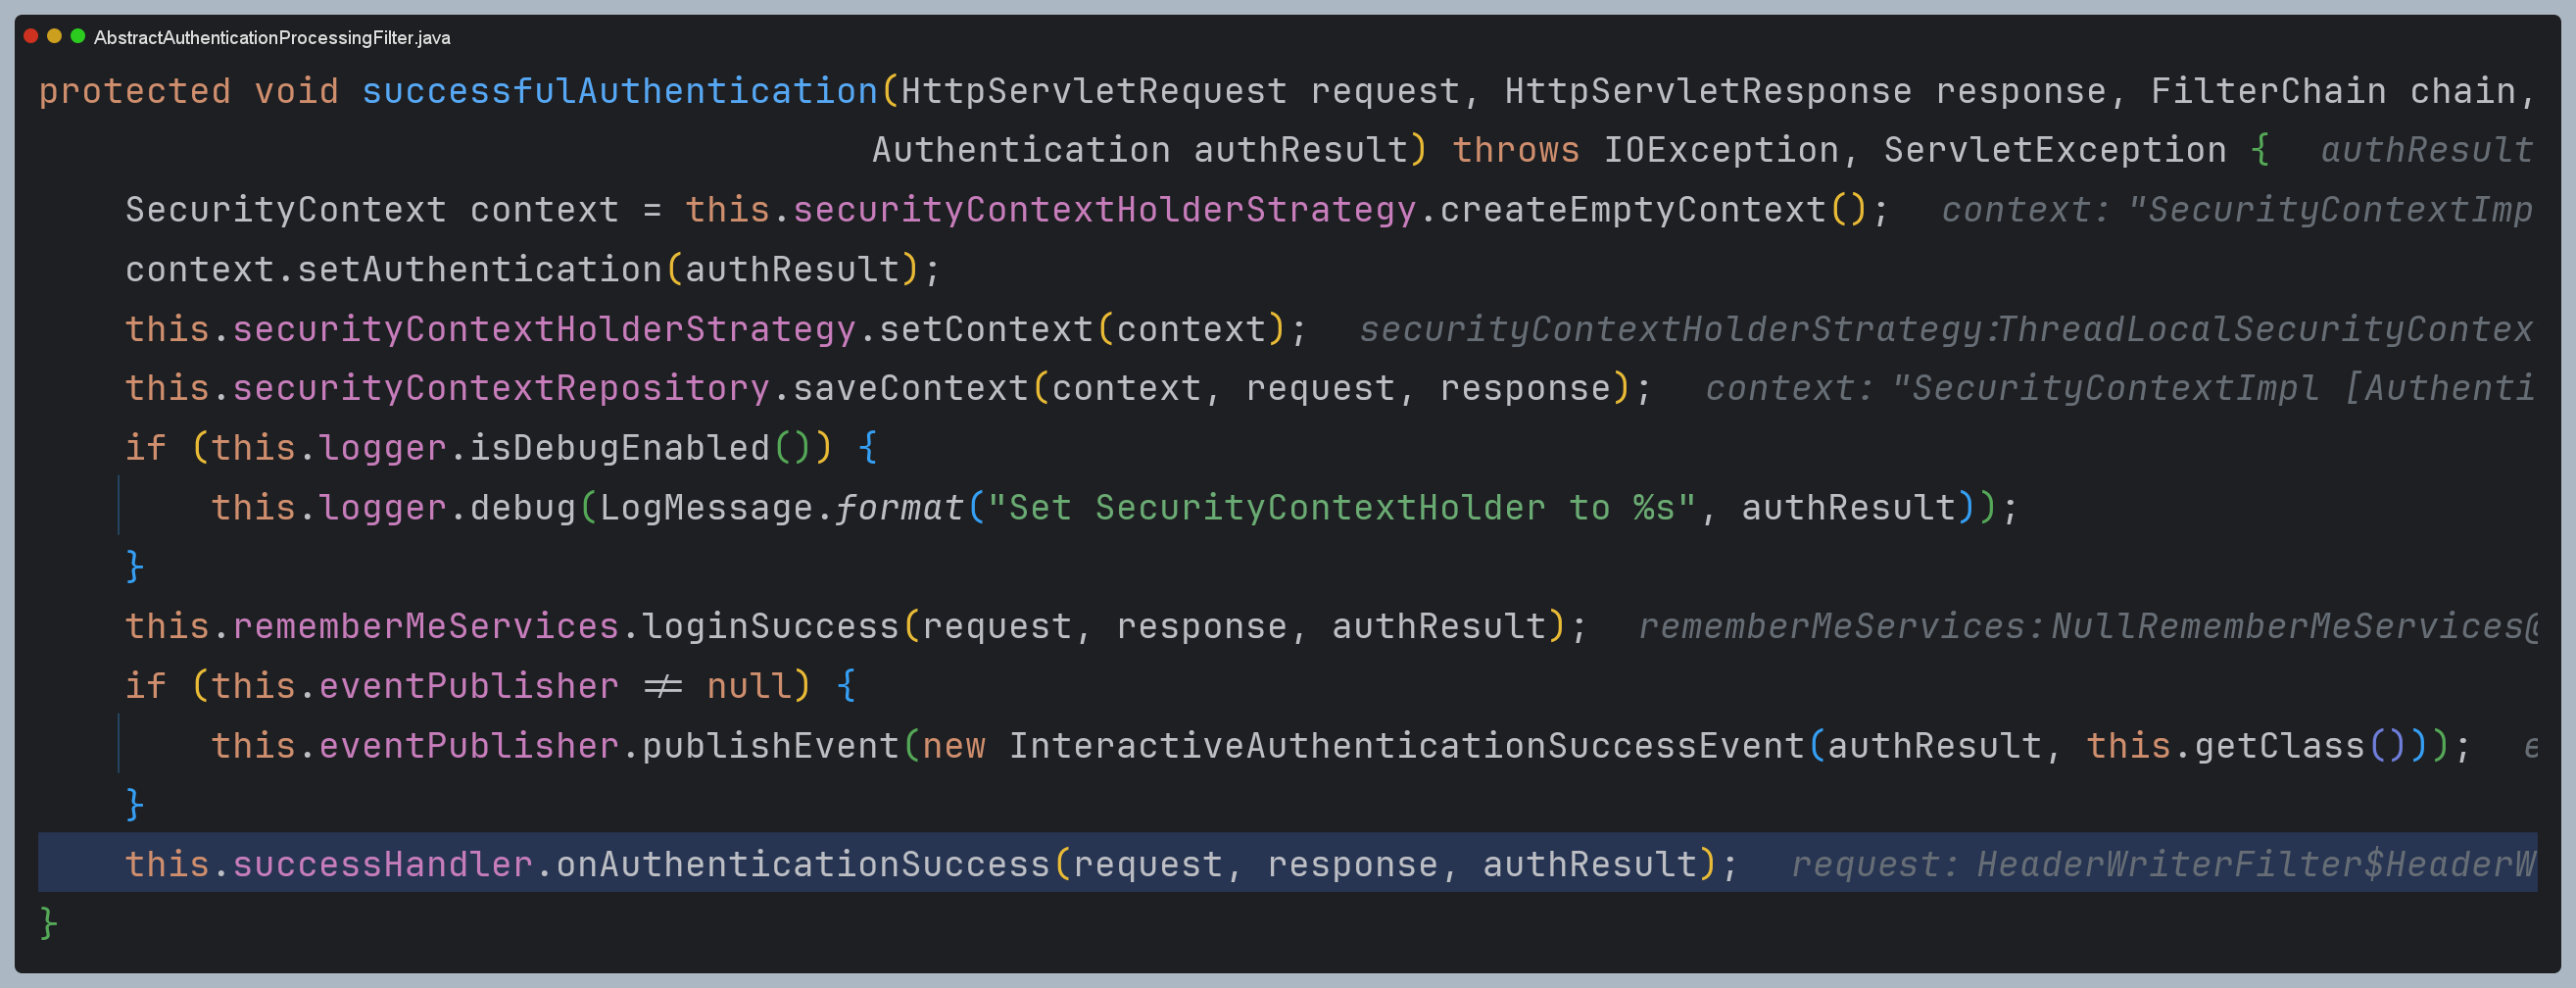 AbstractAuthenticationProcessingFilter.java
protected void successfulAuthentication(HttpServletRequest request, HttpServletResponse response, FilterChain chain,
Authentication authResult) throws IOException, ServletException { authResult
SecurityContext context = this.securityContextHolderStrategy.createEmptyContext(); context: "SecurityContextImp
context.setAuthentication(authResult);
this.securityContextHolderStrategy.setContext(context); securityContextHolderStrategy:ThreadLocalSecurityContex
this.securityContextRepository.saveContext(context, request, response); context: "SecurityContextImpl [Authenti
if (this.logger.isDebugEnabled()) {
this.logger.debug(LogMessage.format("Set SecurityContextHolder to %s", authResult));
}
this.rememberMeServices.loginSuccess(request, response, authResult); rememberMeServices:NullRememberMeServices@
if (this.eventPublisher != null) {
this.eventPublisher.publishEvent(new InteractiveAuthenticationSuccessEvent(authResult, this.getClass())); e
}
this.successHandler.onAuthenticationSuccess(request, response, authResult); request: HeaderWriterFilter$HeaderW
}